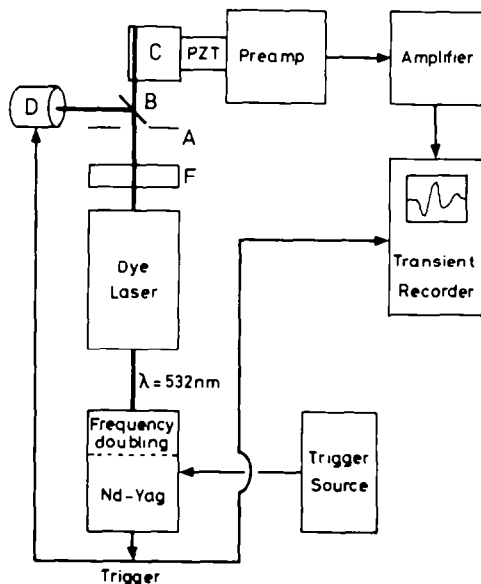 C
PZT
Preamp
Amplifier
D
B
A
F
Dye
Laser
Transient
Recorder
λ = 532nm
Frequency
doubling
Nd-Yag
Trigger
Source
Trigger